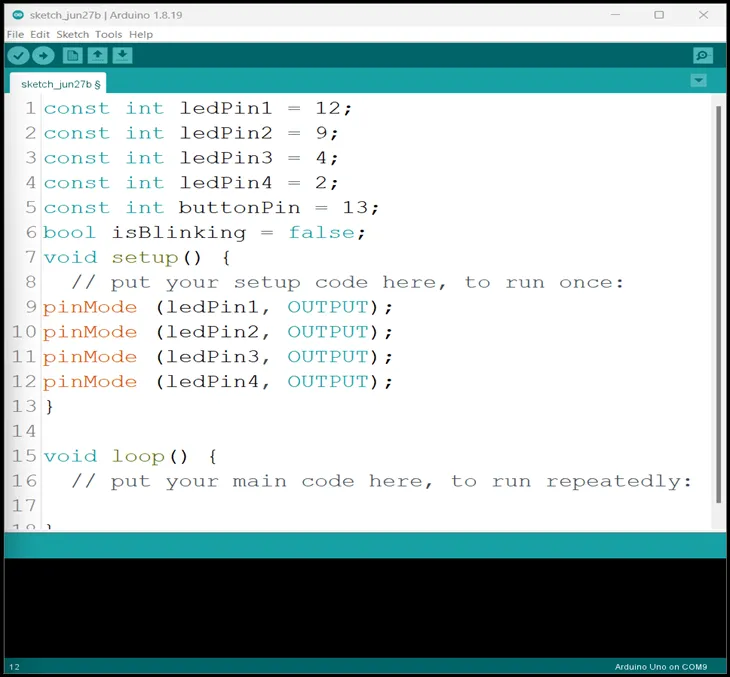 sketch_jun27b | Arduino 1.8.19
File Edit Sketch Tools Help
sketch_jun27b §
1 const int ledPin1 = 12;
2 const int ledPin2 = 9;
3 const int ledPin3 = 4;
4 const int ledPin4 = 2;
5 const int buttonPin = 13;
6 bool isBlinking = false;
7 void setup() {
8 // put your setup code here, to run once:
9 pinMode (ledPin1, OUTPUT);
10 pinMode (ledPin2, OUTPUT);
11 pinMode (ledPin3, OUTPUT);
12 pinMode (ledPin4, OUTPUT);
13 }
14
15 void loop() {
16 // put your main code here, to run repeatedly:
17
18 }
12 Arduino Uno on COM9